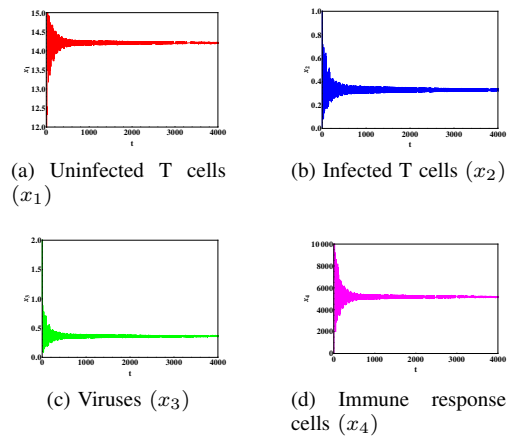 15.0
14.5
14.0
x1
13.5
13.0
12.5
12.0
0 1000 2000 3000 4000
t
(a) Uninfected T cells
(x1)
1.0
0.8
0.6
x2
0.4
0.2
0.0
0 1000 2000 3000 4000
t
(b) Infected T cells (x2)
2.0
1.5
x3
1.0
0.5
0.0
0 1000 2000 3000 4000
t
(c) Viruses (x3)
10 000
8000
6000
x4
4000
2000
0
0 1000 2000 3000 4000
t
(d) Immune response
cells (x4)